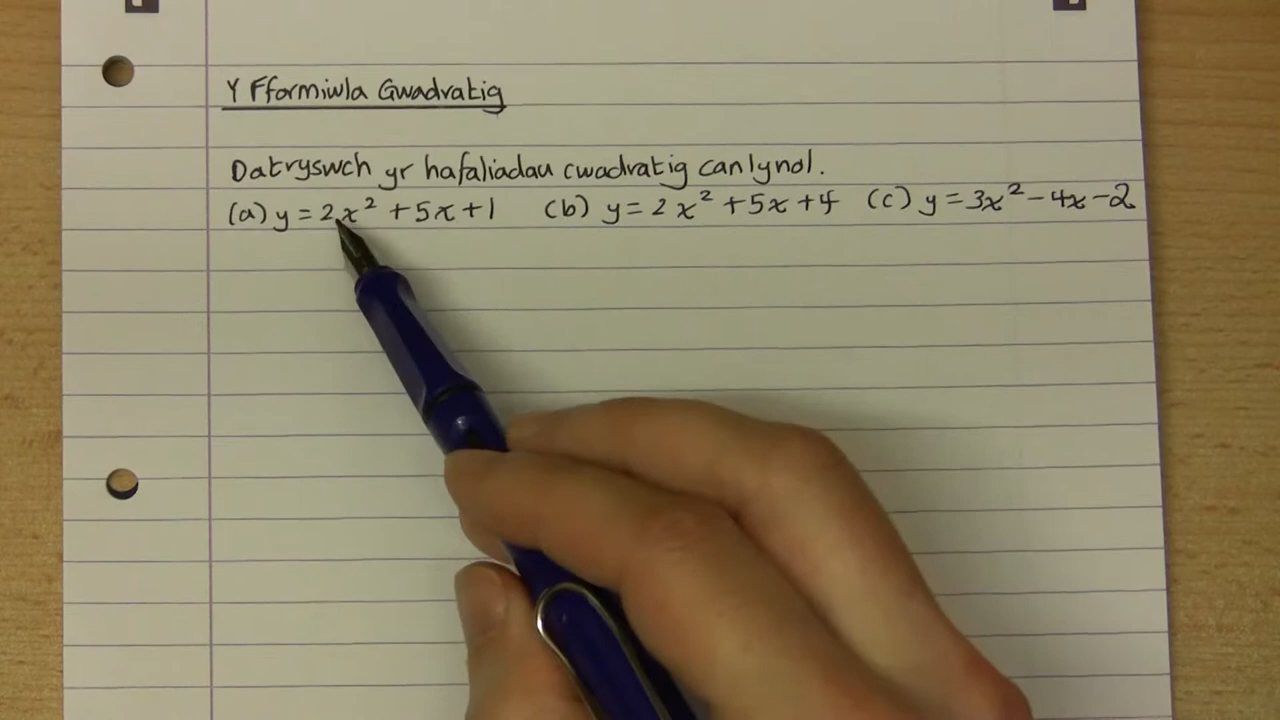 Y Fformiwla Gwadratig
Datryswch yr hafaliadau cwadratig canlynol.
(a) y = 2x² + 5x + 1 (b) y = 2x² + 5x + 4 (c) y = 3x² - 4x - 2